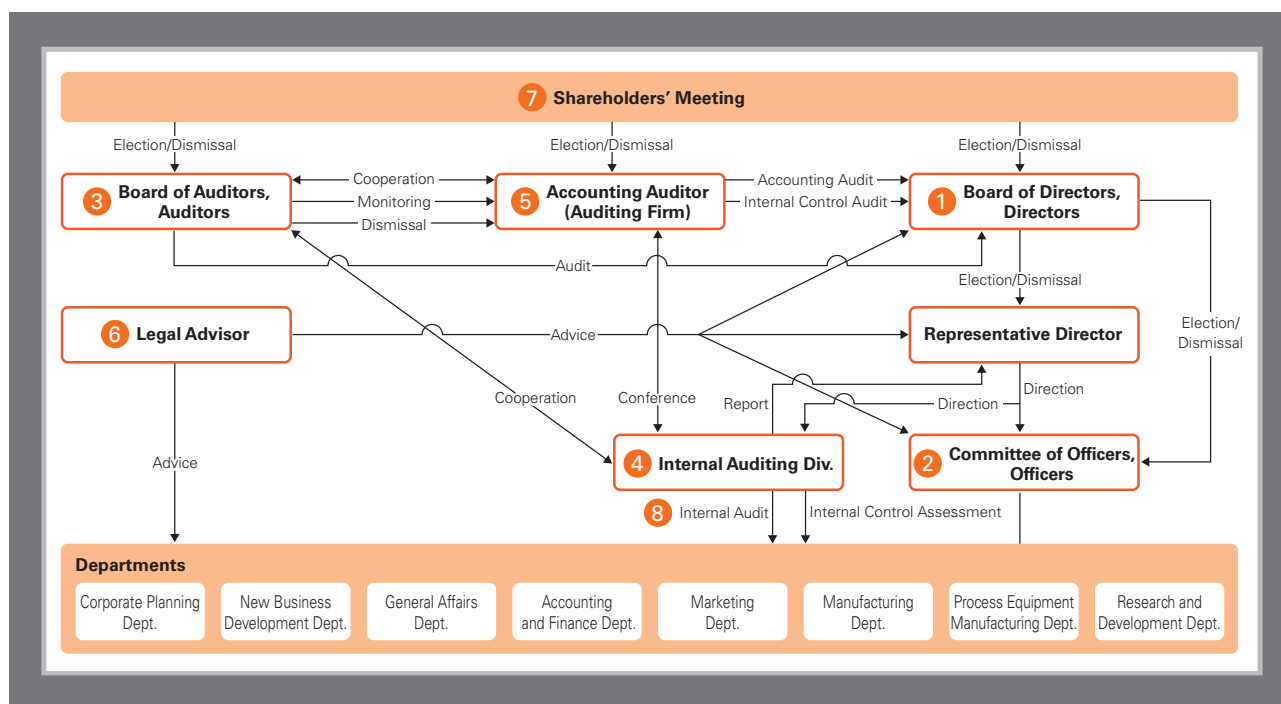 7 Shareholders’ Meeting
Election/Dismissal
Election/Dismissal
Election/Dismissal
3 Board of Auditors,
Auditors
Cooperation
Monitoring
Dismissal
5 Accounting Auditor
(Auditing Firm)
Accounting Audit
Internal Control Audit
1 Board of Directors,
Directors
Audit
Election/Dismissal
6 Legal Advisor
Advice
Representative Director
Election/
Dismissal
Cooperation
Conference
Report
Direction
Direction
Advice
4 Internal Auditing Div.
2 Committee of Officers,
Officers
8 Internal Audit
Internal Control Assessment
Departments
Corporate Planning
Dept.
New Business
Development Dept.
General Affairs
Dept.
Accounting
and Finance Dept.
Marketing
Dept.
Manufacturing
Dept.
Process Equipment
Manufacturing Dept.
Research and
Development Dept.